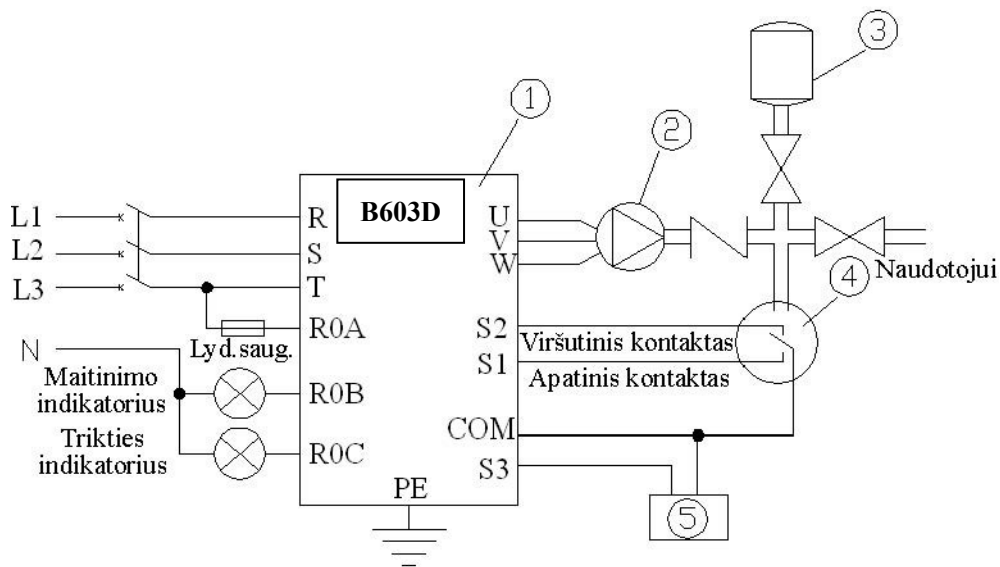 3
1
2
B603D
L1
R
U
L2
S
V
W
Naudotojui
L3
T
4
R0A
S2
Viršutinis kontaktas
N
Lyd.saug.
S1
Apatinis kontaktas
Maitinimo
indikatorius
R0B
COM
Trikties
indikatorius
R0C
S3
PE
5